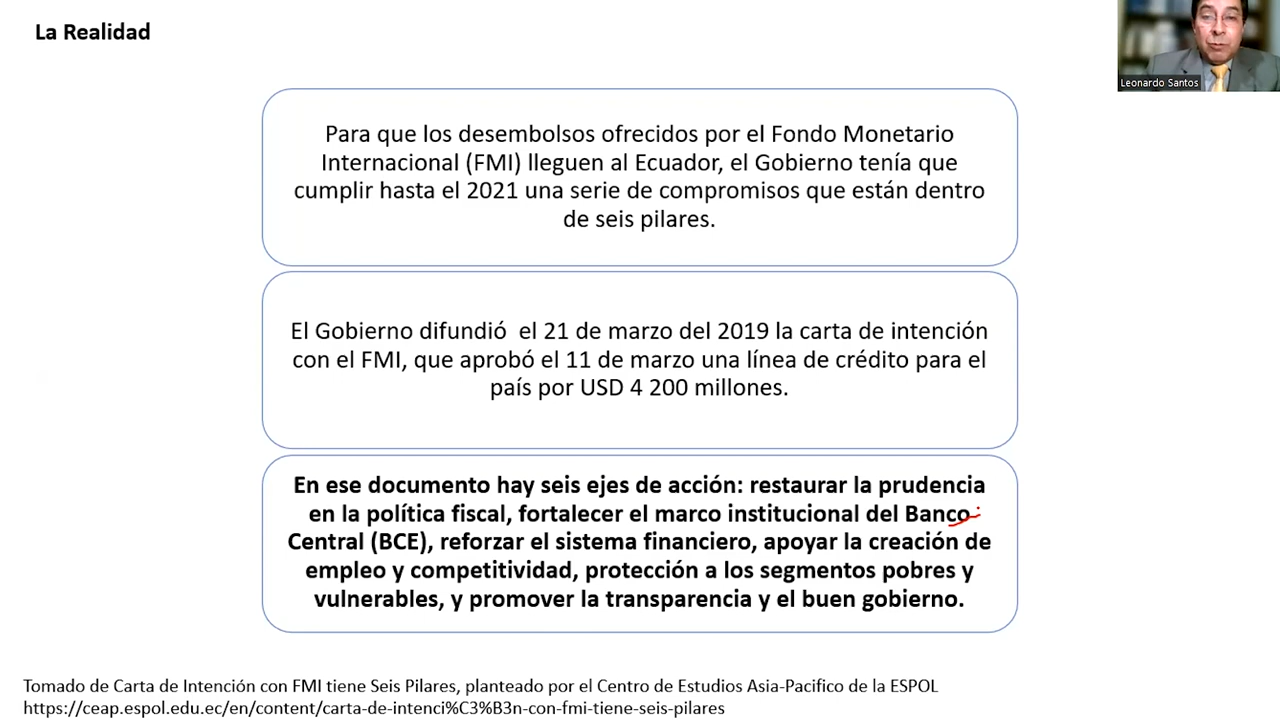 La Realidad
Leonardo Santos
Para que los desembolsos ofrecidos por el Fondo Monetario
Internacional (FMI) lleguen al Ecuador, el Gobierno tenía que
cumplir hasta el 2021 una serie de compromisos que están dentro
de seis pilares.
El Gobierno difundió  el 21 de marzo del 2019 la carta de intención
con el FMI, que aprobó el 11 de marzo una línea de crédito para el
país por USD 4 200 millones.
En ese documento hay seis ejes de acción: restaurar la prudencia
en la política fiscal, fortalecer el marco institucional del Banco
Central (BCE), reforzar el sistema financiero, apoyar la creación de
empleo y competitividad, protección a los segmentos pobres y
vulnerables, y promover la transparencia y el buen gobierno.
Tomado de Carta de Intención con FMI tiene Seis Pilares, planteado por el Centro de Estudios Asia-Pacifico de la ESPOL
https://ceap.espol.edu.ec/en/content/carta-de-intenci%C3%B3n-con-fmi-tiene-seis-pilares